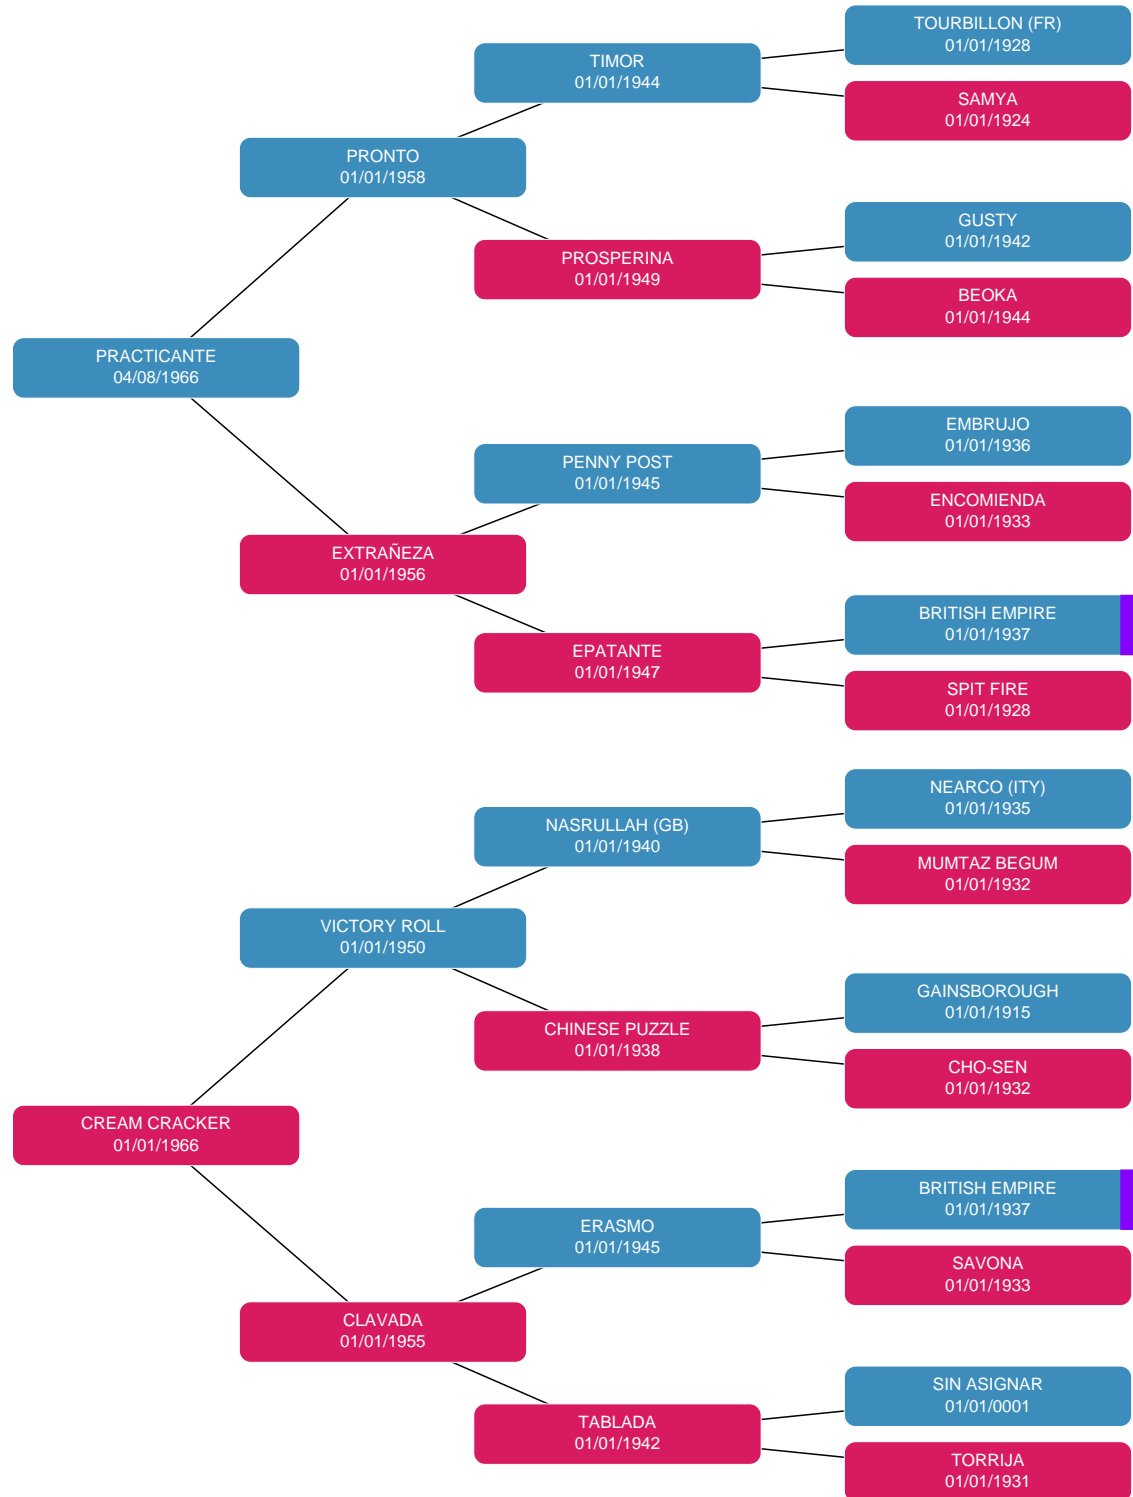 TOURBILLON (FR)
01/01/1928
TIMOR
01/01/1944
SAMYA
01/01/1924
PRONTO
01/01/1958
GUSTY
01/01/1942
PROSPERINA
01/01/1949
BEOKA
01/01/1944
PRACTICANTE
04/08/1966
EMBRUJO
01/01/1936
PENNY POST
01/01/1945
ENCOMIENDA
01/01/1933
EXTRAÑEZA
01/01/1956
BRITISH EMPIRE
01/01/1937
EPATANTE
01/01/1947
SPIT FIRE
01/01/1928
NEARCO (ITY)
01/01/1935
NASRULLAH (GB)
01/01/1940
MUMTAZ BEGUM
01/01/1932
VICTORY ROLL
01/01/1950
GAINSBOROUGH
01/01/1915
CHINESE PUZZLE
01/01/1938
CHO-SEN
01/01/1932
CREAM CRACKER
01/01/1966
BRITISH EMPIRE
01/01/1937
ERASMO
01/01/1945
SAVONA
01/01/1933
CLAVADA
01/01/1955
SIN ASIGNAR
01/01/0001
TABLADA
01/01/1942
TORRIJA
01/01/1931